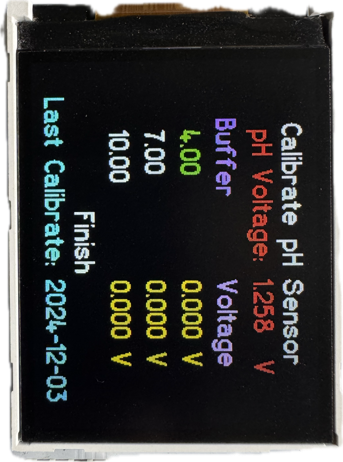 Calibrate pH Sensor
pH Voltage: 1.258 V
Buffer Voltage
4.00 0.000 V
7.00 0.000 V
10.00 0.000 V
Finish
Last Calibrate: 2024-12-03